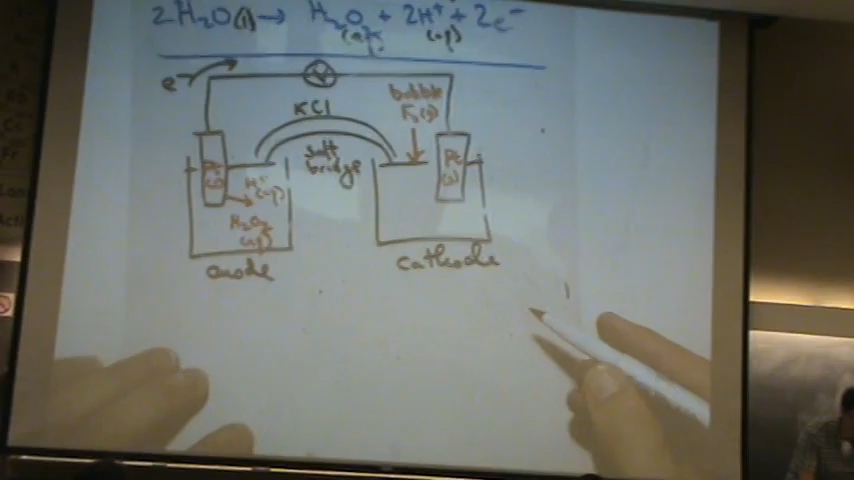 2H₂O(l) → H₂O₂ + 2H⁺ + 2e⁻
(aq) (aq)
e⁻
KCl
bubble
F₂(g)
salt
bridge
Pt
(s)
Pt
(s)
H⁺
(aq)
H₂O₂
(aq)
anode
cathode